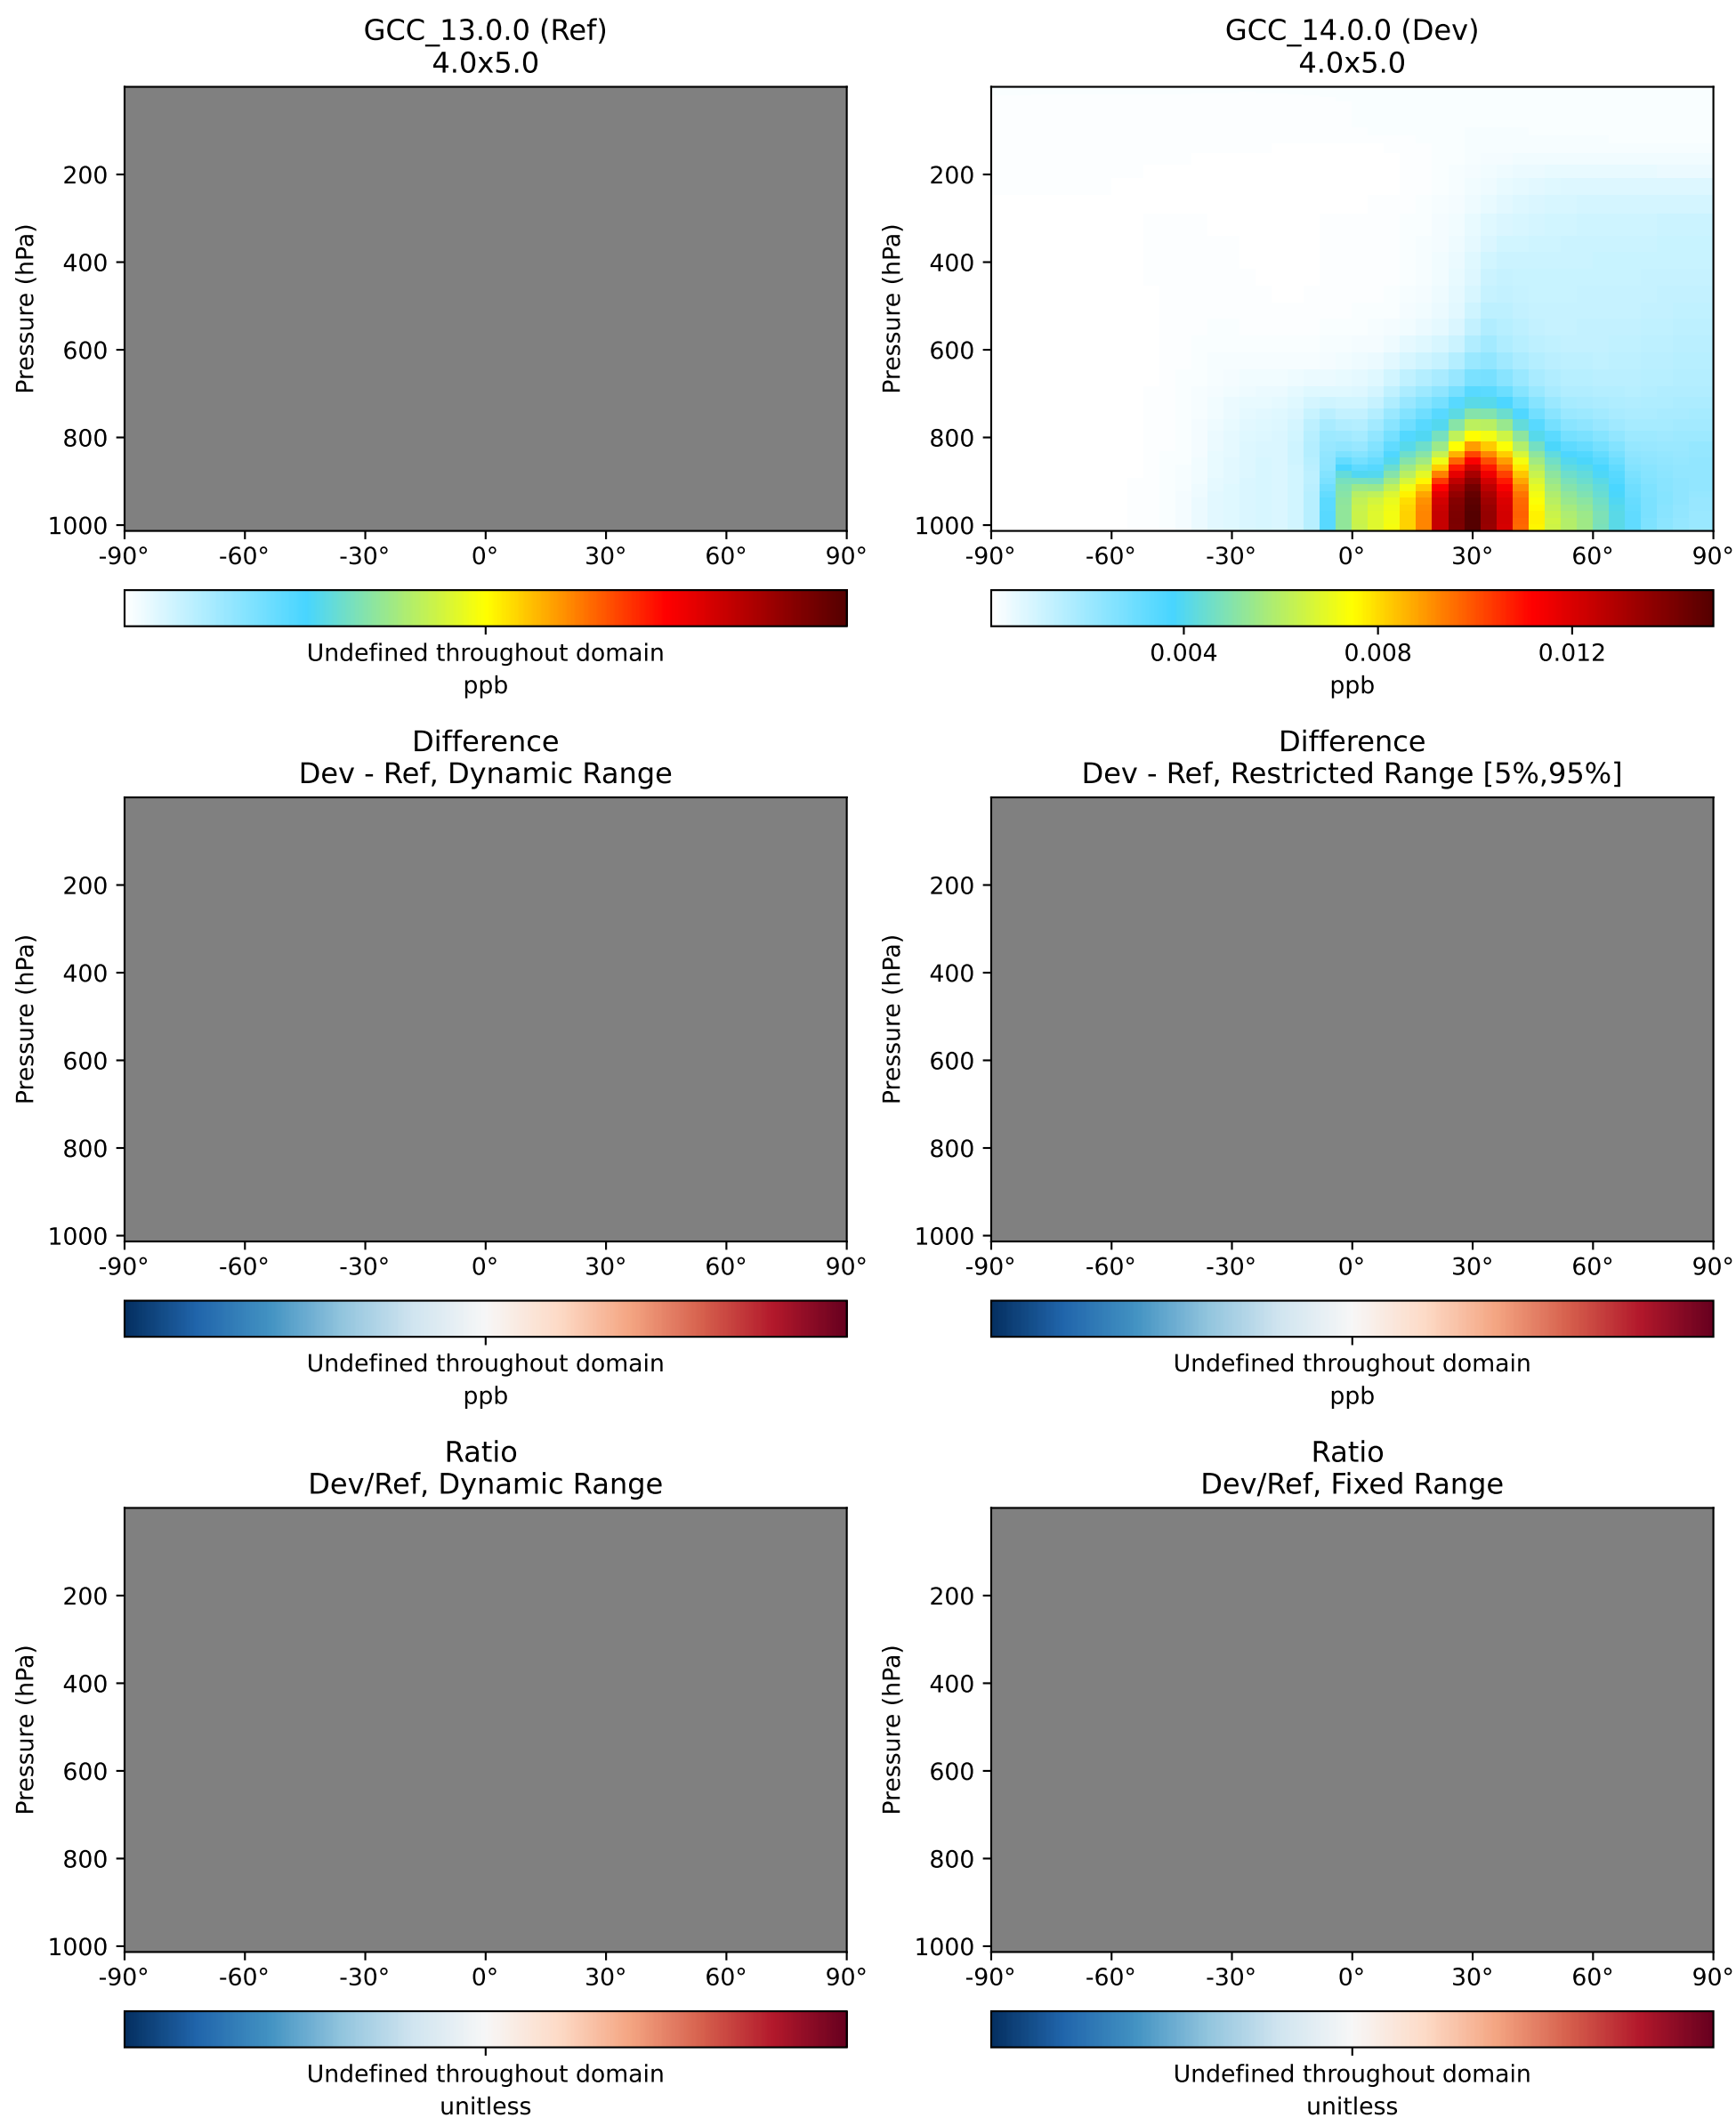 GCC_13.0.0 (Ref)
4.0x5.0
Pressure (hPa)
200
400
600
800
1000
-90° -60° -30° 0° 30° 60° 90°
Undefined throughout domain
ppb
GCC_14.0.0 (Dev)
4.0x5.0
Pressure (hPa)
200
400
600
800
1000
-90° -60° -30° 0° 30° 60° 90°
0.004 0.008 0.012
ppb
Difference
Dev - Ref, Dynamic Range
Pressure (hPa)
200
400
600
800
1000
-90° -60° -30° 0° 30° 60° 90°
Undefined throughout domain
ppb
Difference
Dev - Ref, Restricted Range [5%,95%]
Pressure (hPa)
200
400
600
800
1000
-90° -60° -30° 0° 30° 60° 90°
Undefined throughout domain
ppb
Ratio
Dev/Ref, Dynamic Range
Pressure (hPa)
200
400
600
800
1000
-90° -60° -30° 0° 30° 60° 90°
Undefined throughout domain
unitless
Ratio
Dev/Ref, Fixed Range
Pressure (hPa)
200
400
600
800
1000
-90° -60° -30° 0° 30° 60° 90°
Undefined throughout domain
unitless